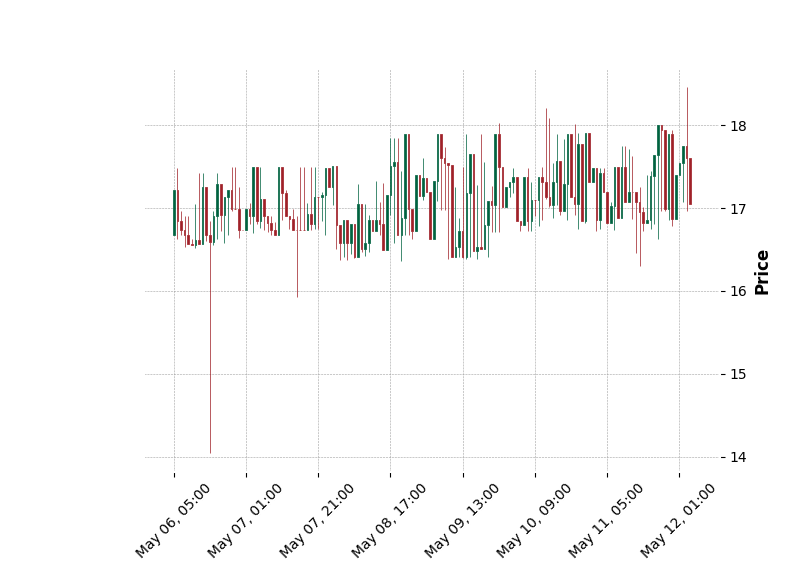 18
17
16
15
14
Price
May 06, 05:00
May 07, 01:00
May 07, 21:00
May 08, 17:00
May 09, 13:00
May 10, 09:00
May 11, 05:00
May 12, 01:00